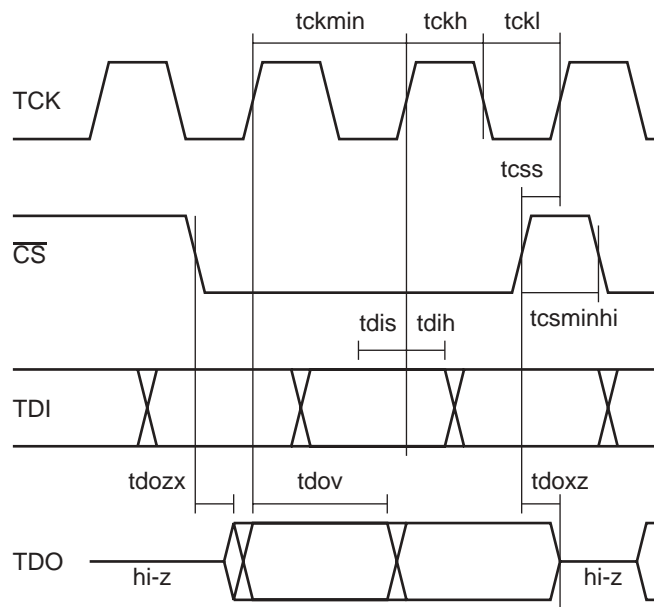 tckmin tckh tckl
TCK
tcss
CS
tcsminhi
tdis tdih
TDI
tdozx tdov tdoxz
TDO
hi-z hi-z